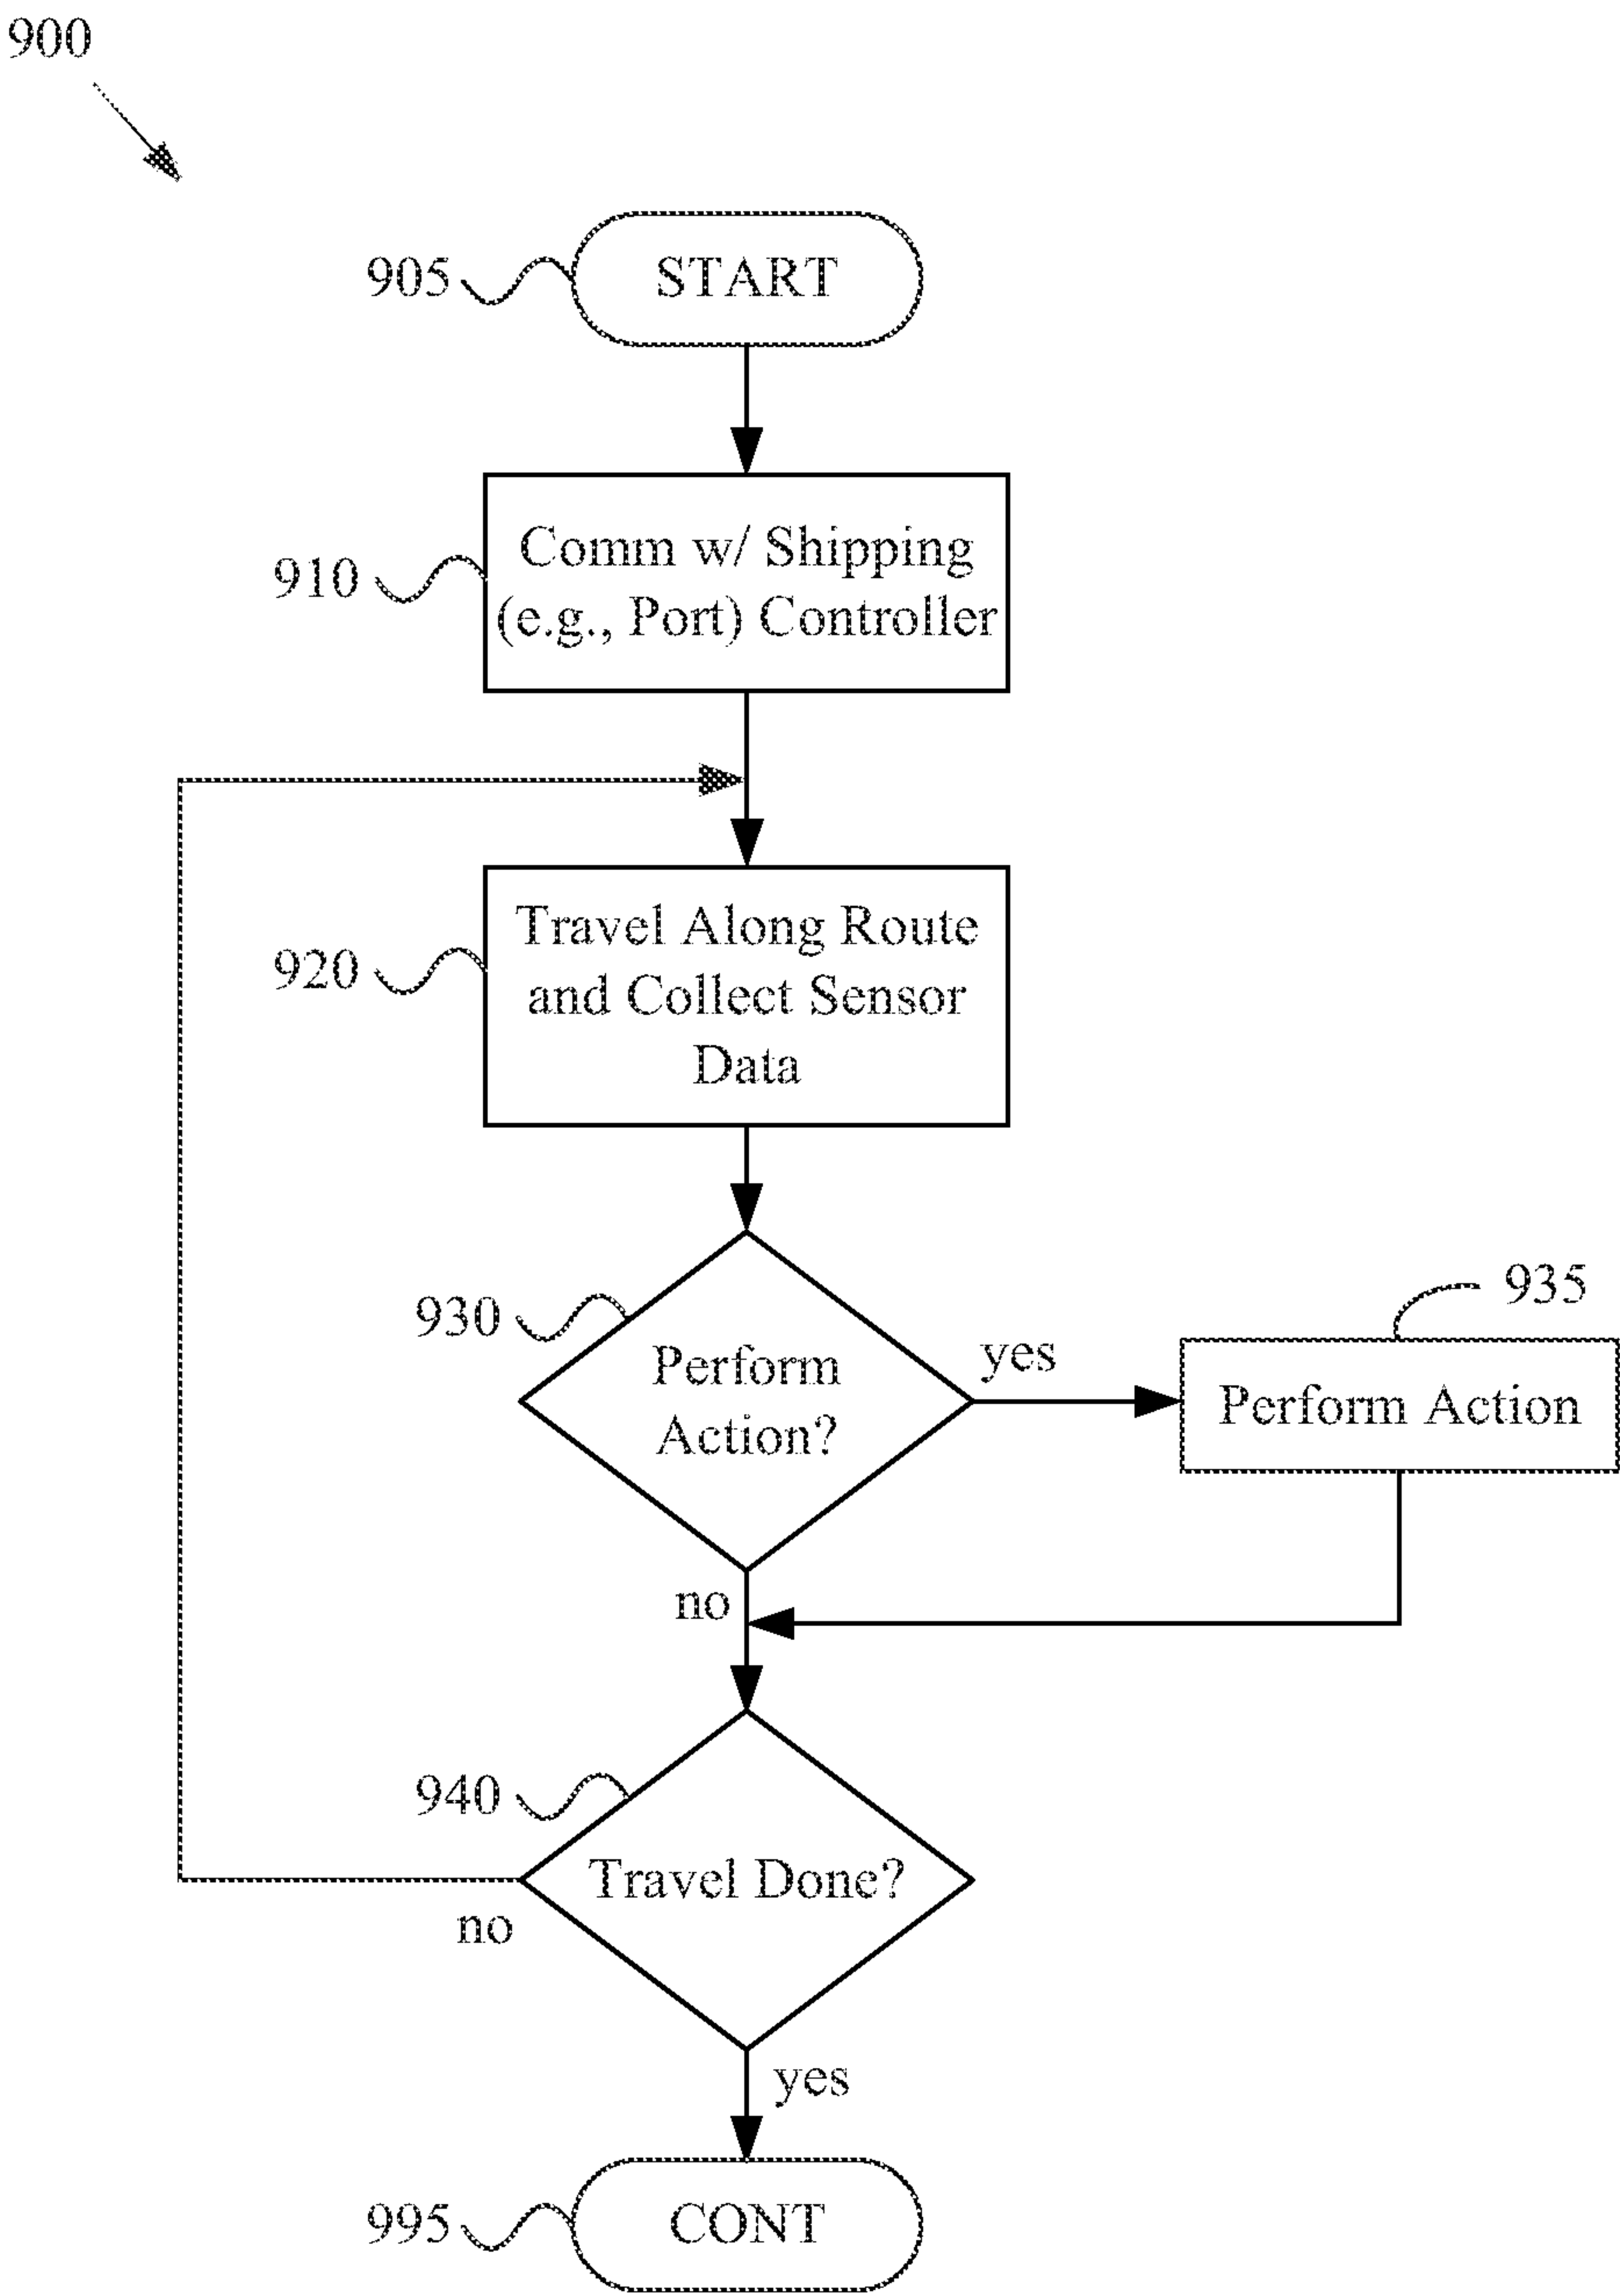 900
905
START
910
Comm w/ Shipping
(e.g., Port) Controller
920
Travel Along Route
and Collect Sensor
Data
930
Perform
Action?
yes
935
Perform Action
no
940
Travel Done?
no
yes
995
CONT